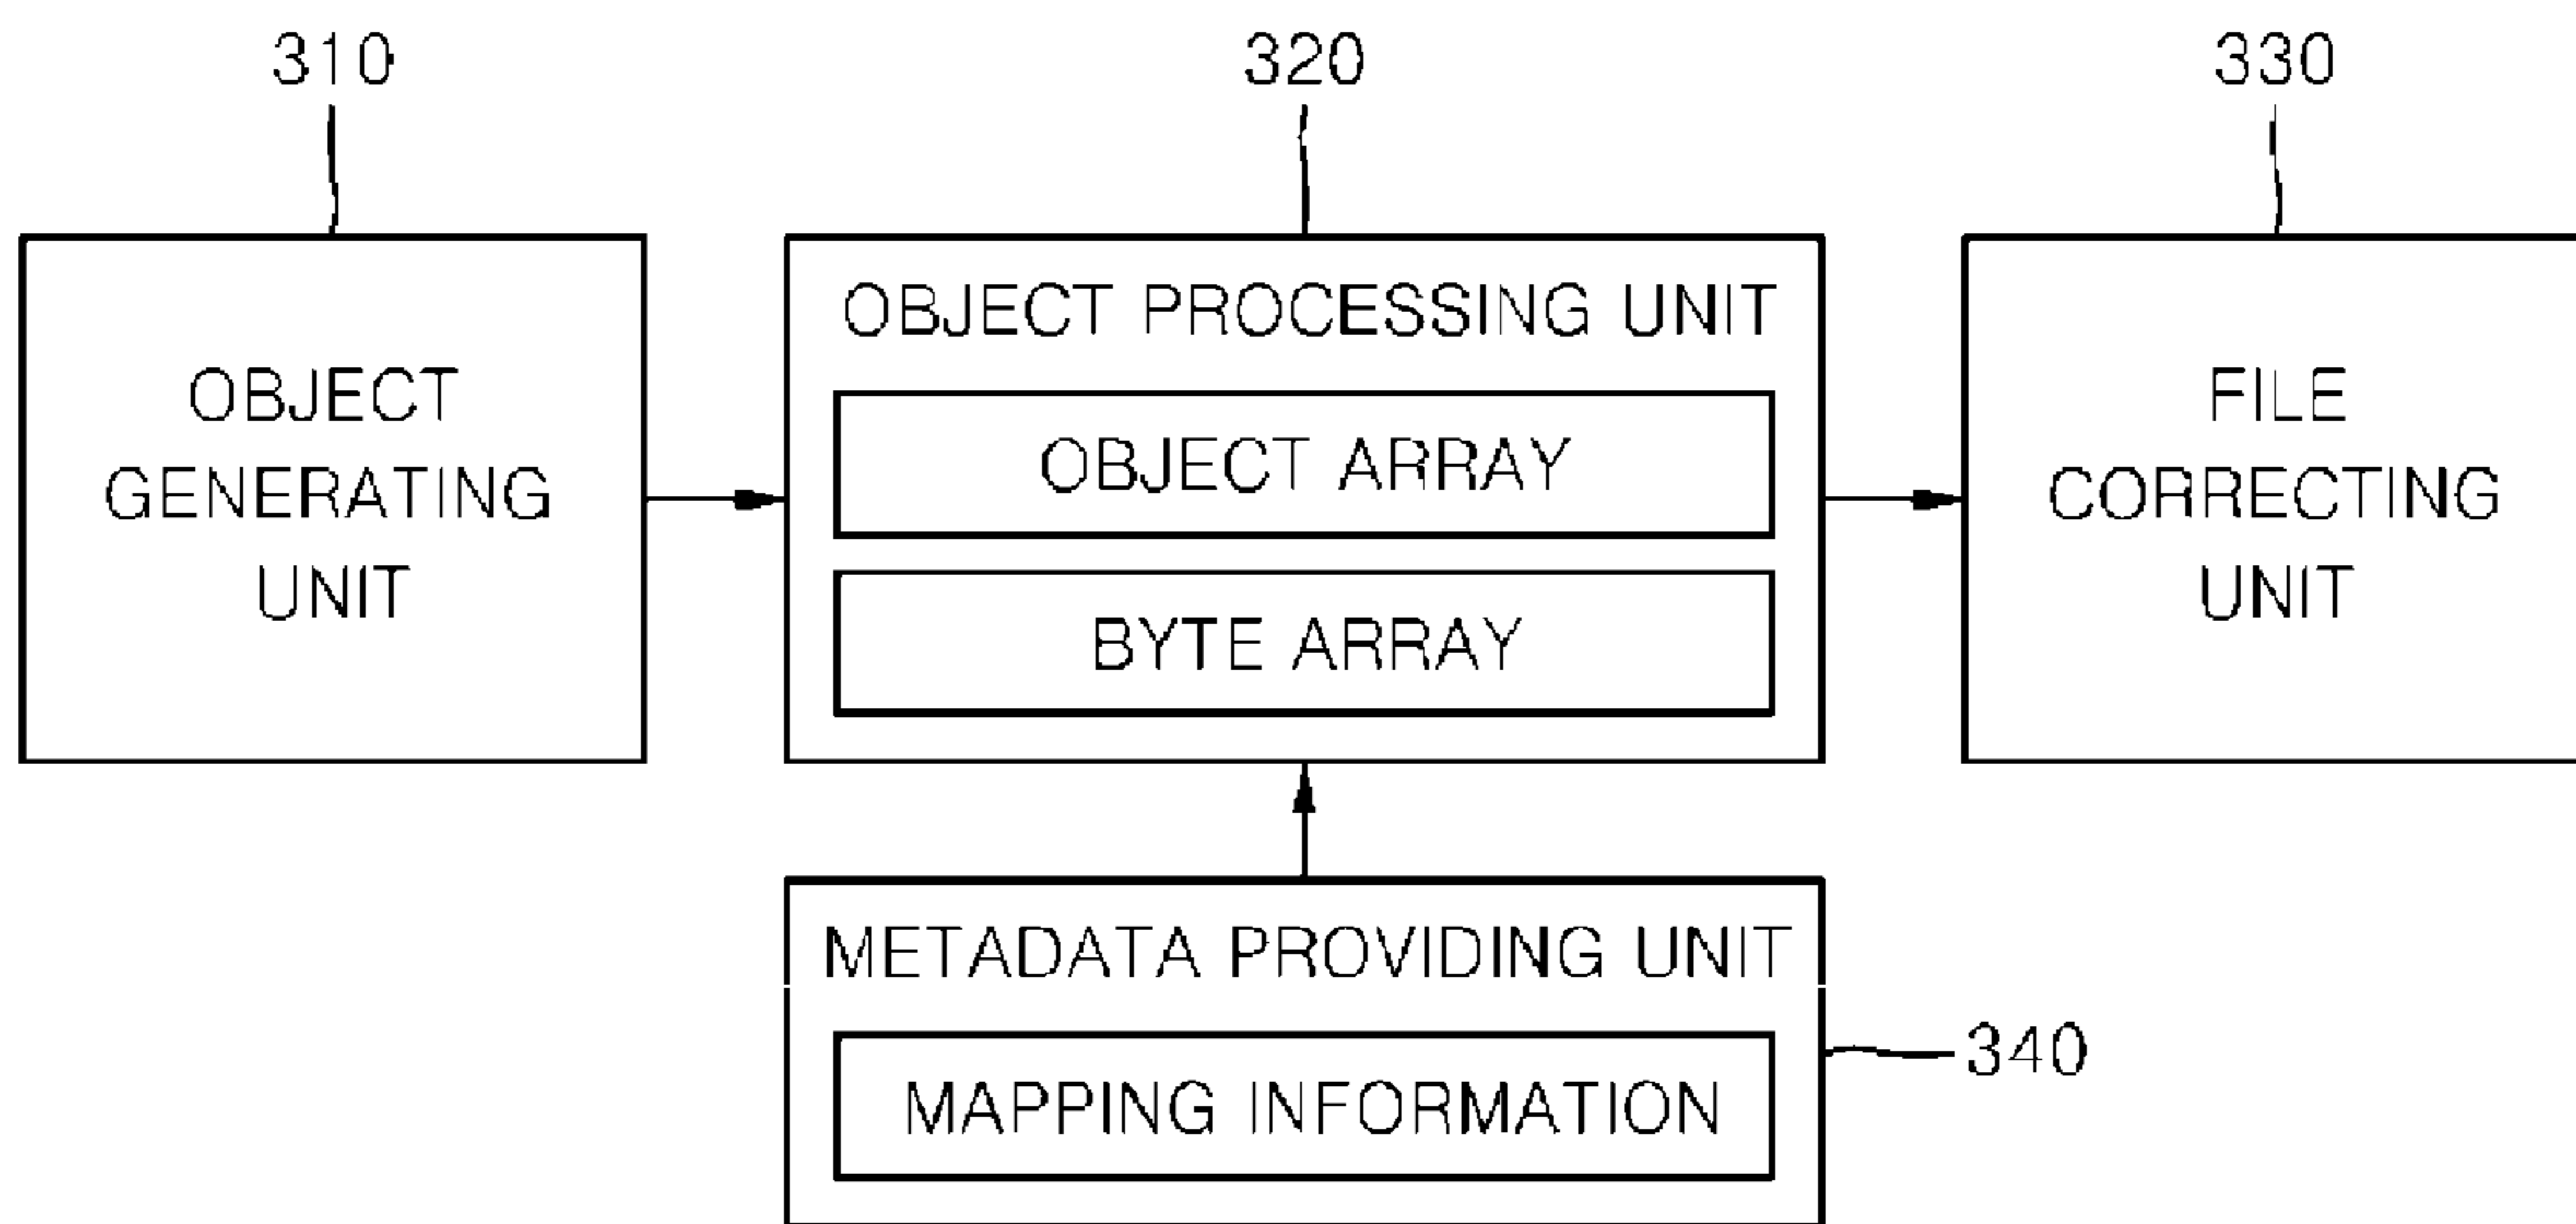 310
320
330
OBJECT
GENERATING
UNIT
OBJECT PROCESSING UNIT
OBJECT ARRAY
BYTE ARRAY
FILE
CORRECTING
UNIT
METADATA PROVIDING UNIT
MAPPING INFORMATION
340